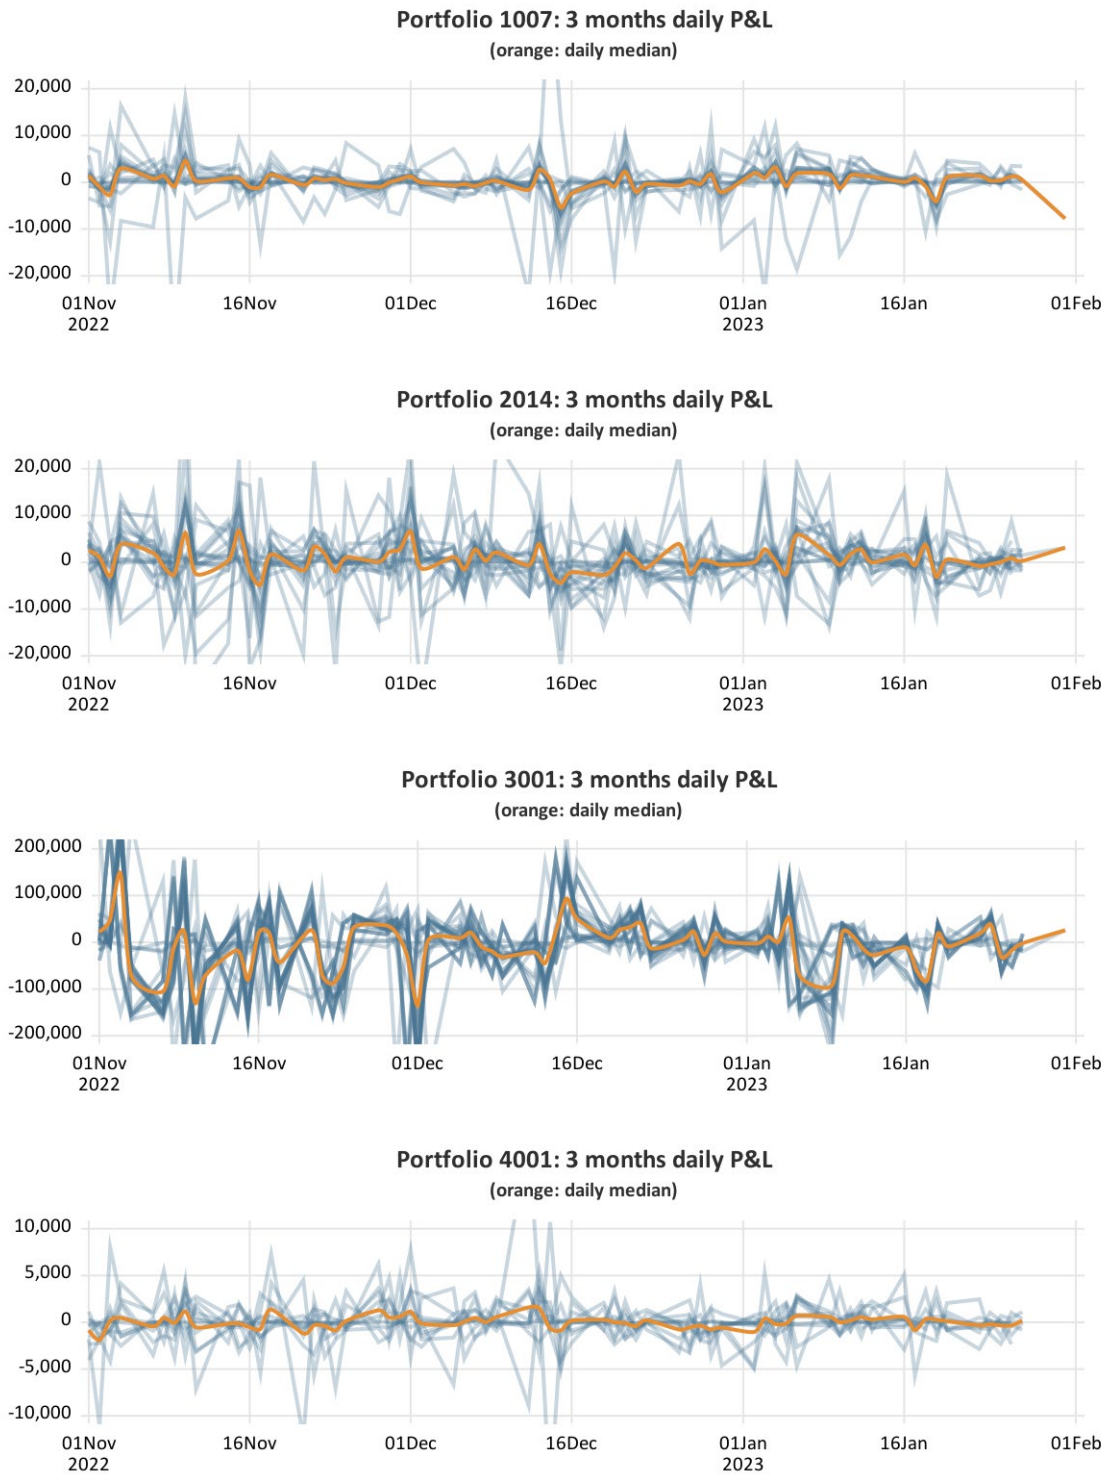 Portfolio 1007: 3 months daily P&L
(orange: daily median)
20,000
10,000
0
-10,000
-20,000
01Nov 16Nov 01Dec 16Dec 01Jan 16Jan 01Feb
2022 2023
Portfolio 2014: 3 months daily P&L
(orange: daily median)
20,000
10,000
0
-10,000
-20,000
01Nov 16Nov 01Dec 16Dec 01Jan 16Jan 01Feb
2022 2023
Portfolio 3001: 3 months daily P&L
(orange: daily median)
200,000
100,000
0
-100,000
-200,000
01Nov 16Nov 01Dec 16Dec 01Jan 16Jan 01Feb
2022 2023
Portfolio 4001: 3 months daily P&L
(orange: daily median)
10,000
5,000
0
-5,000
-10,000
01Nov 16Nov 01Dec 16Dec 01Jan 16Jan 01Feb
2022 2023